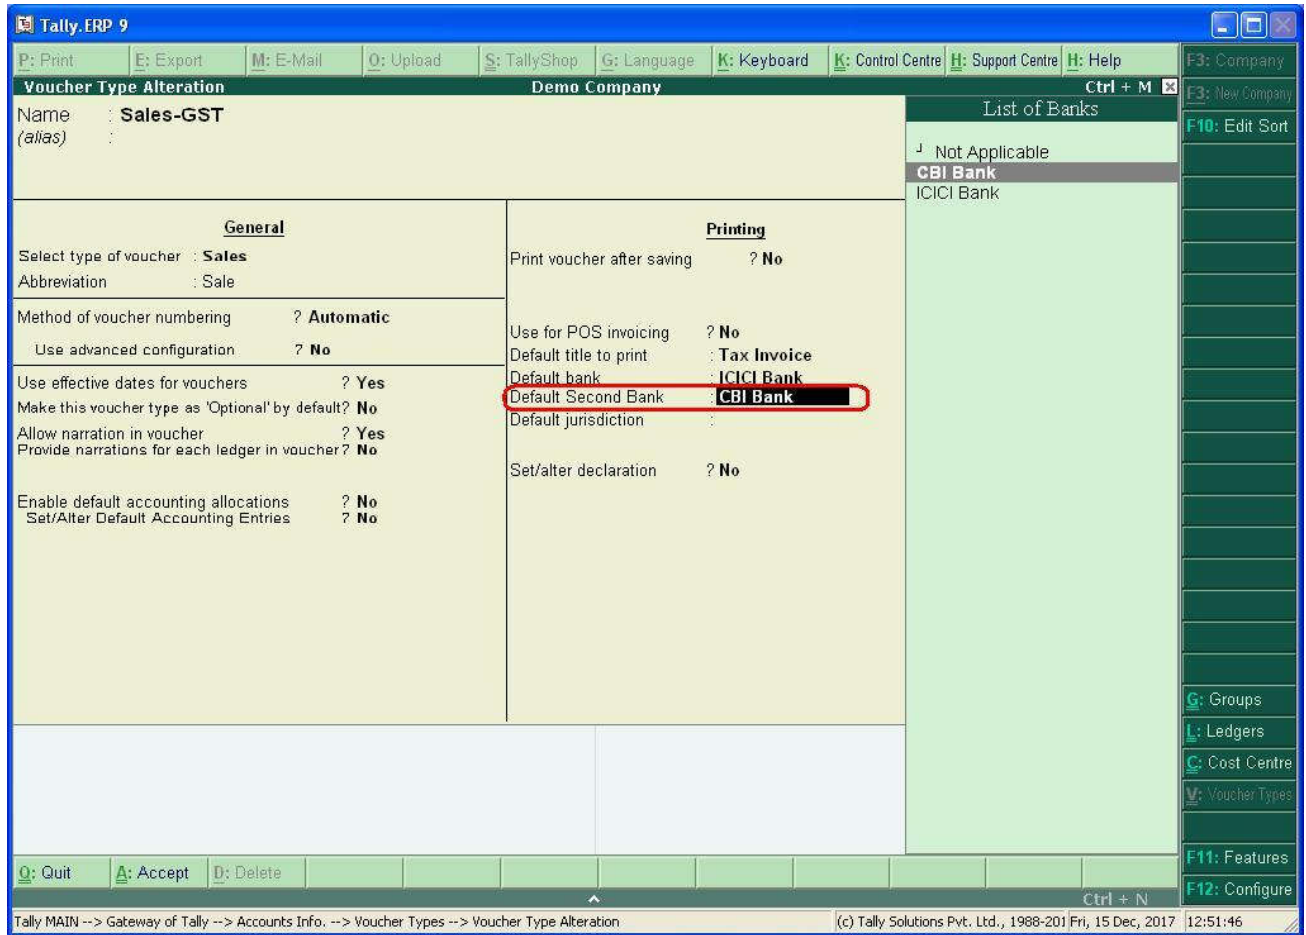 Tally.ERP 9
P: Print E: Export M: E-Mail O: Upload S: TallyShop G: Language K: Keyboard K: Control Centre H: Support Centre H: Help F3: Company
Voucher Type Alteration Demo Company Ctrl + M F3: New Company
Name : Sales-GST
(alias) :
List of Banks
F10: Edit Sort
Not Applicable
CBI Bank
ICICI Bank
General
Select type of voucher : Sales
Abbreviation : Sale
Method of voucher numbering ? Automatic
Use advanced configuration ? No
Use effective dates for vouchers ? Yes
Make this voucher type as 'Optional' by default? No
Allow narration in voucher ? Yes
Provide narrations for each ledger in voucher ? No
Enable default accounting allocations ? No
Set/Alter Default Accounting Entries ? No
Printing
Print voucher after saving ? No
Use for POS invoicing ? No
Default title to print : Tax Invoice
Default bank : ICICI Bank
Default Second Bank : CBI Bank
Default jurisdiction :
Set/alter declaration ? No
G: Groups
L: Ledgers
C: Cost Centre
V: Voucher Types
F11: Features
F12: Configure
Q: Quit A: Accept D: Delete
Ctrl + N
Tally MAIN --> Gateway of Tally --> Accounts Info. --> Voucher Types --> Voucher Type Alteration (c) Tally Solutions Pvt. Ltd., 1988-201 Fri, 15 Dec, 2017 12:51:46